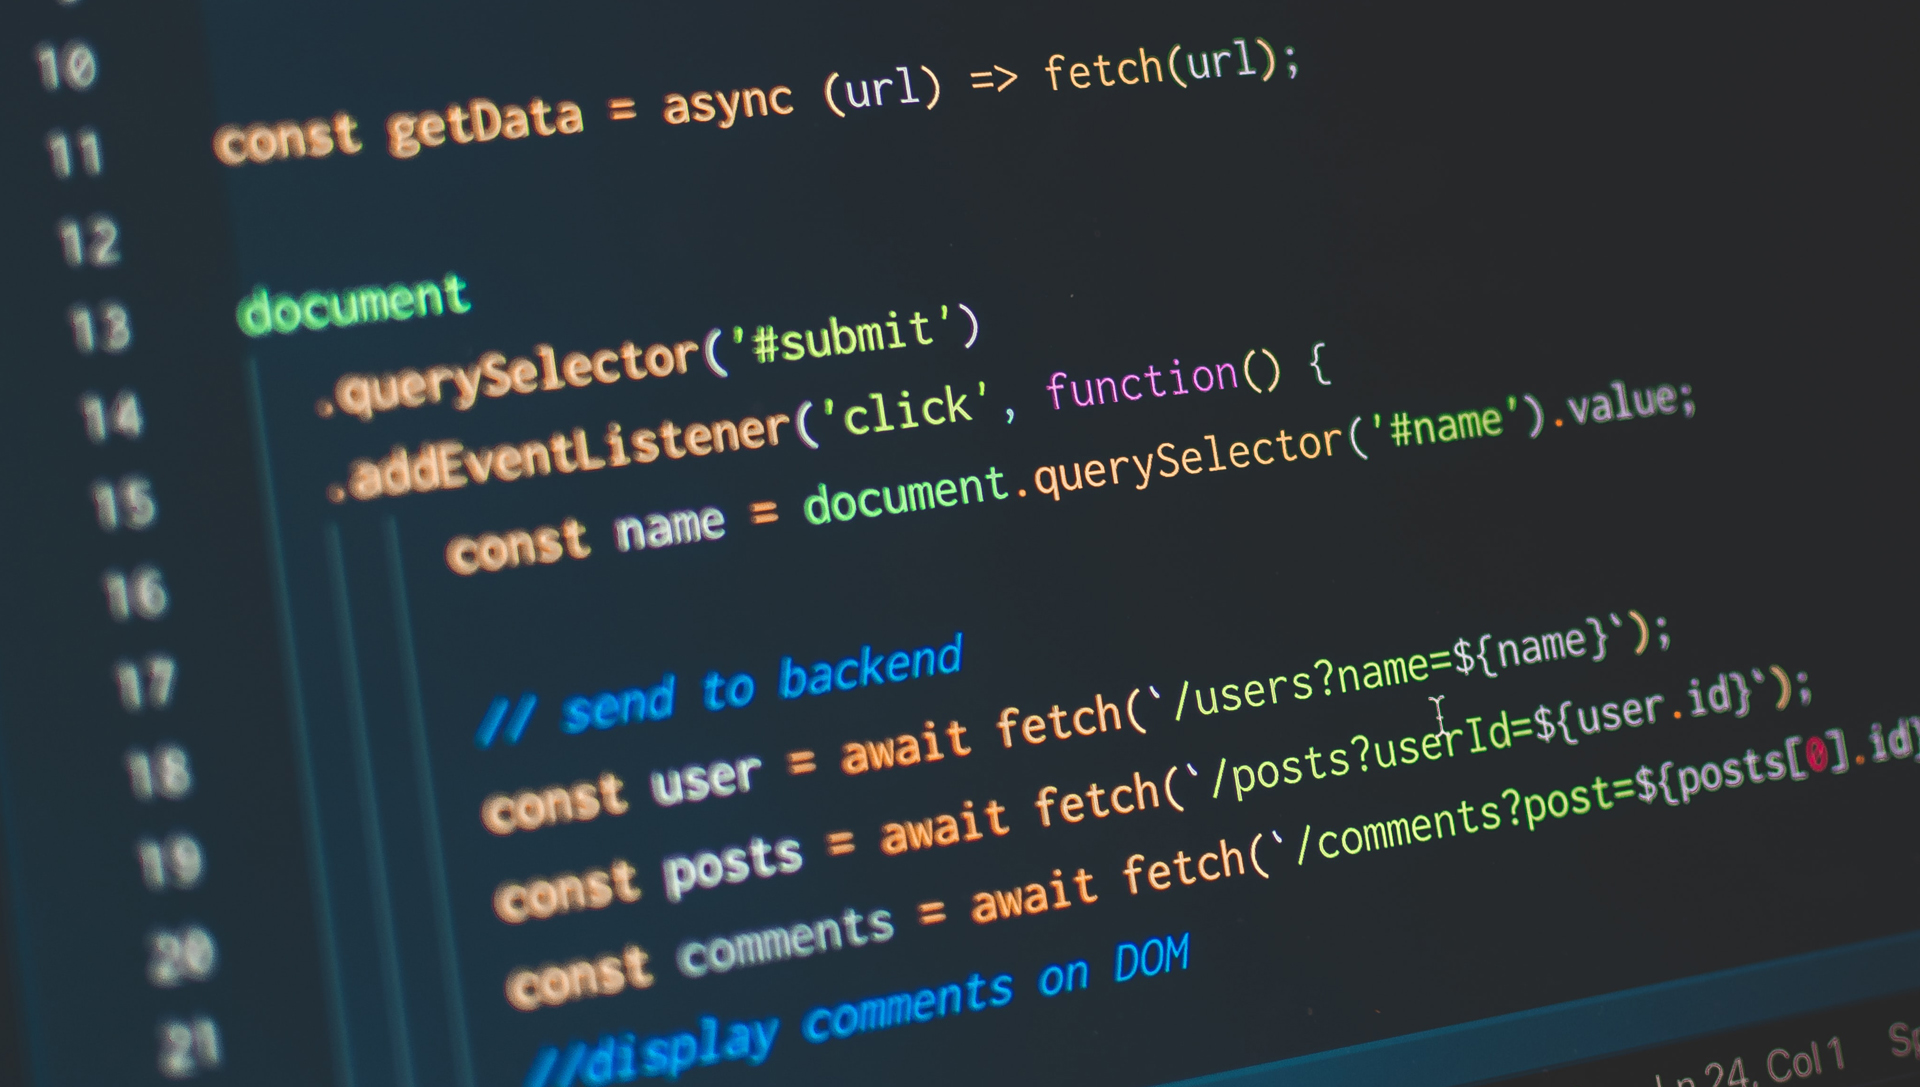 10
11 const getData = async (url) => fetch(url);
12
13 document
14 .querySelector('#submit')
15 .addEventListener('click', function() {
16 const name = document.querySelector('#name').value;
17
18 // send to backend
19 const user = await fetch(`/users?name=${name}`);
20 const posts = await fetch(`/posts?userId=${user.id}`);
21 const comments = await fetch(`/comments?post=${posts[0].id}
//display comments on DOM
Ln 24, Col 1